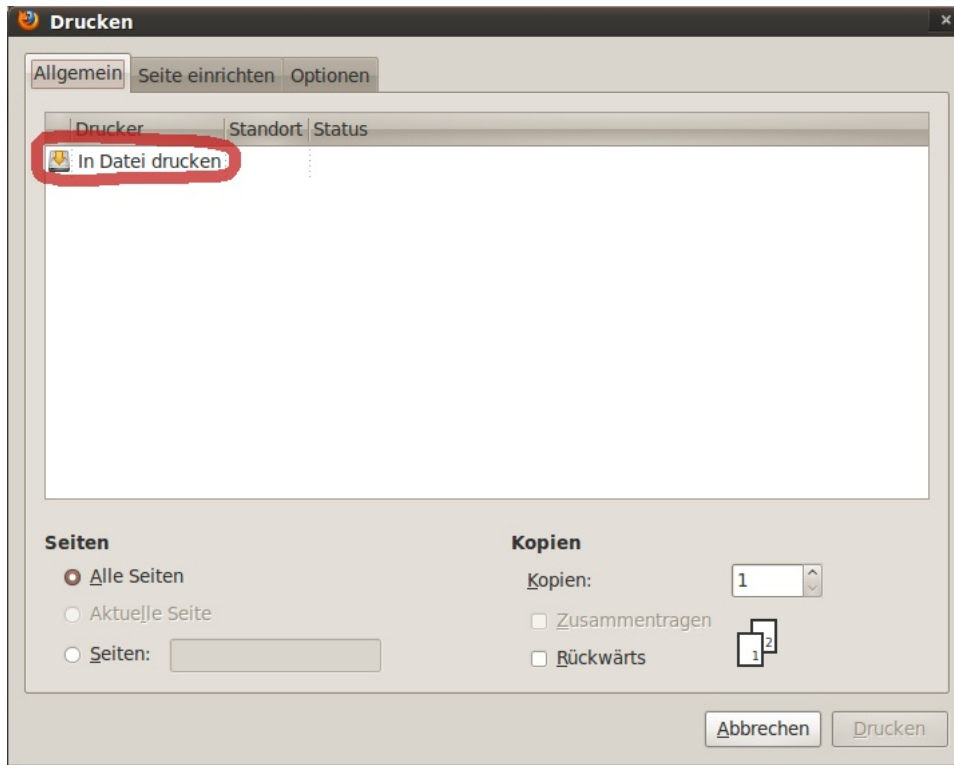 Drucken
Allgemein Seite einrichten Optionen
Drucker Standort Status
In Datei drucken
Seiten
Alle Seiten
Aktuelle Seite
Seiten:
Kopien
Kopien: 1
Zusammentragen
Rückwärts
1 2
Abbrechen Drucken